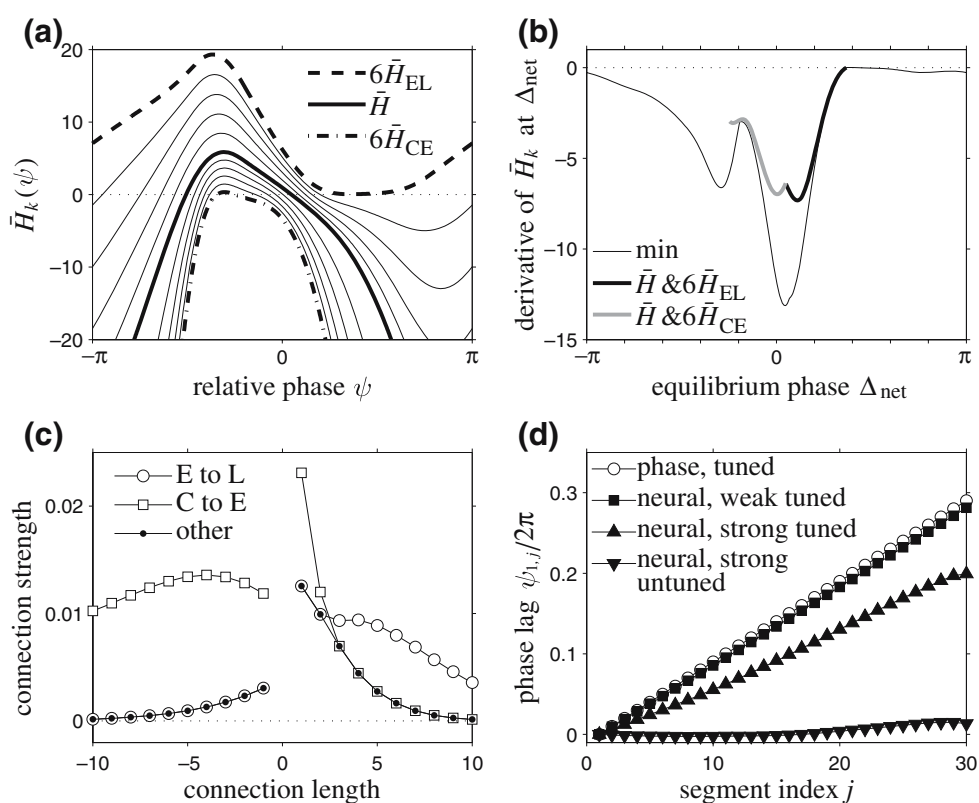 (a)
20
10
0
−10
−20
−π
0
π
H̄k(ψ)
relative phase ψ
6H̄EL
H̄
6H̄CE
(b)
0
−5
−10
−15
−π
0
π
derivative of H̄k at Δnet
equilibrium phase Δnet
min
H̄ &6H̄EL
H̄ &6H̄CE
(c)
0.02
0.01
0
−10
−5
0
5
10
connection strength
connection length
E to L
C to E
other
(d)
0.3
0.2
0.1
0
0
10
20
30
phase lag ψ1,j/2π
segment index j
phase, tuned
neural, weak tuned
neural, strong tuned
neural, strong
untuned